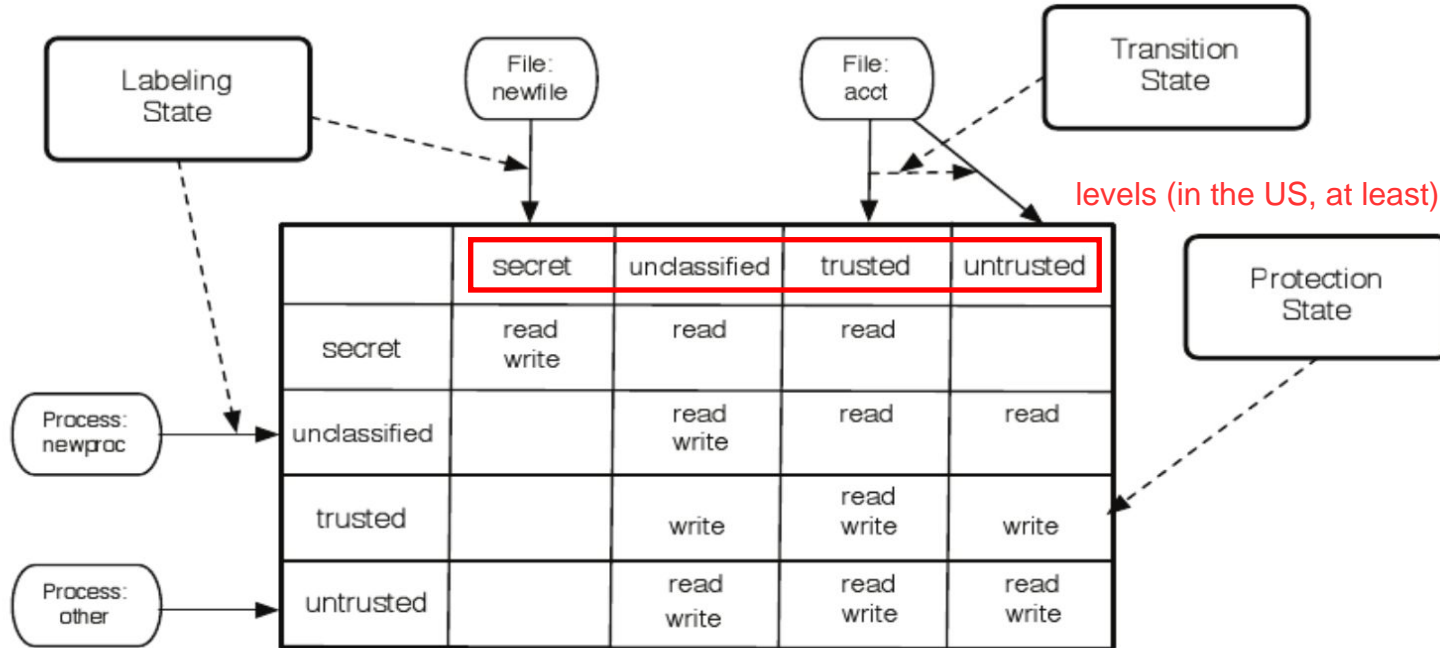 Labeling
State
File:
newfile
File:
acct
Transition
State
levels (in the US, at least)
Protection
State
secret unclassified trusted untrusted
secret read read read
write
Process:
newproc
unclassified read read read
write
trusted write read write
write
Process:
other
untrusted read read read
write write write